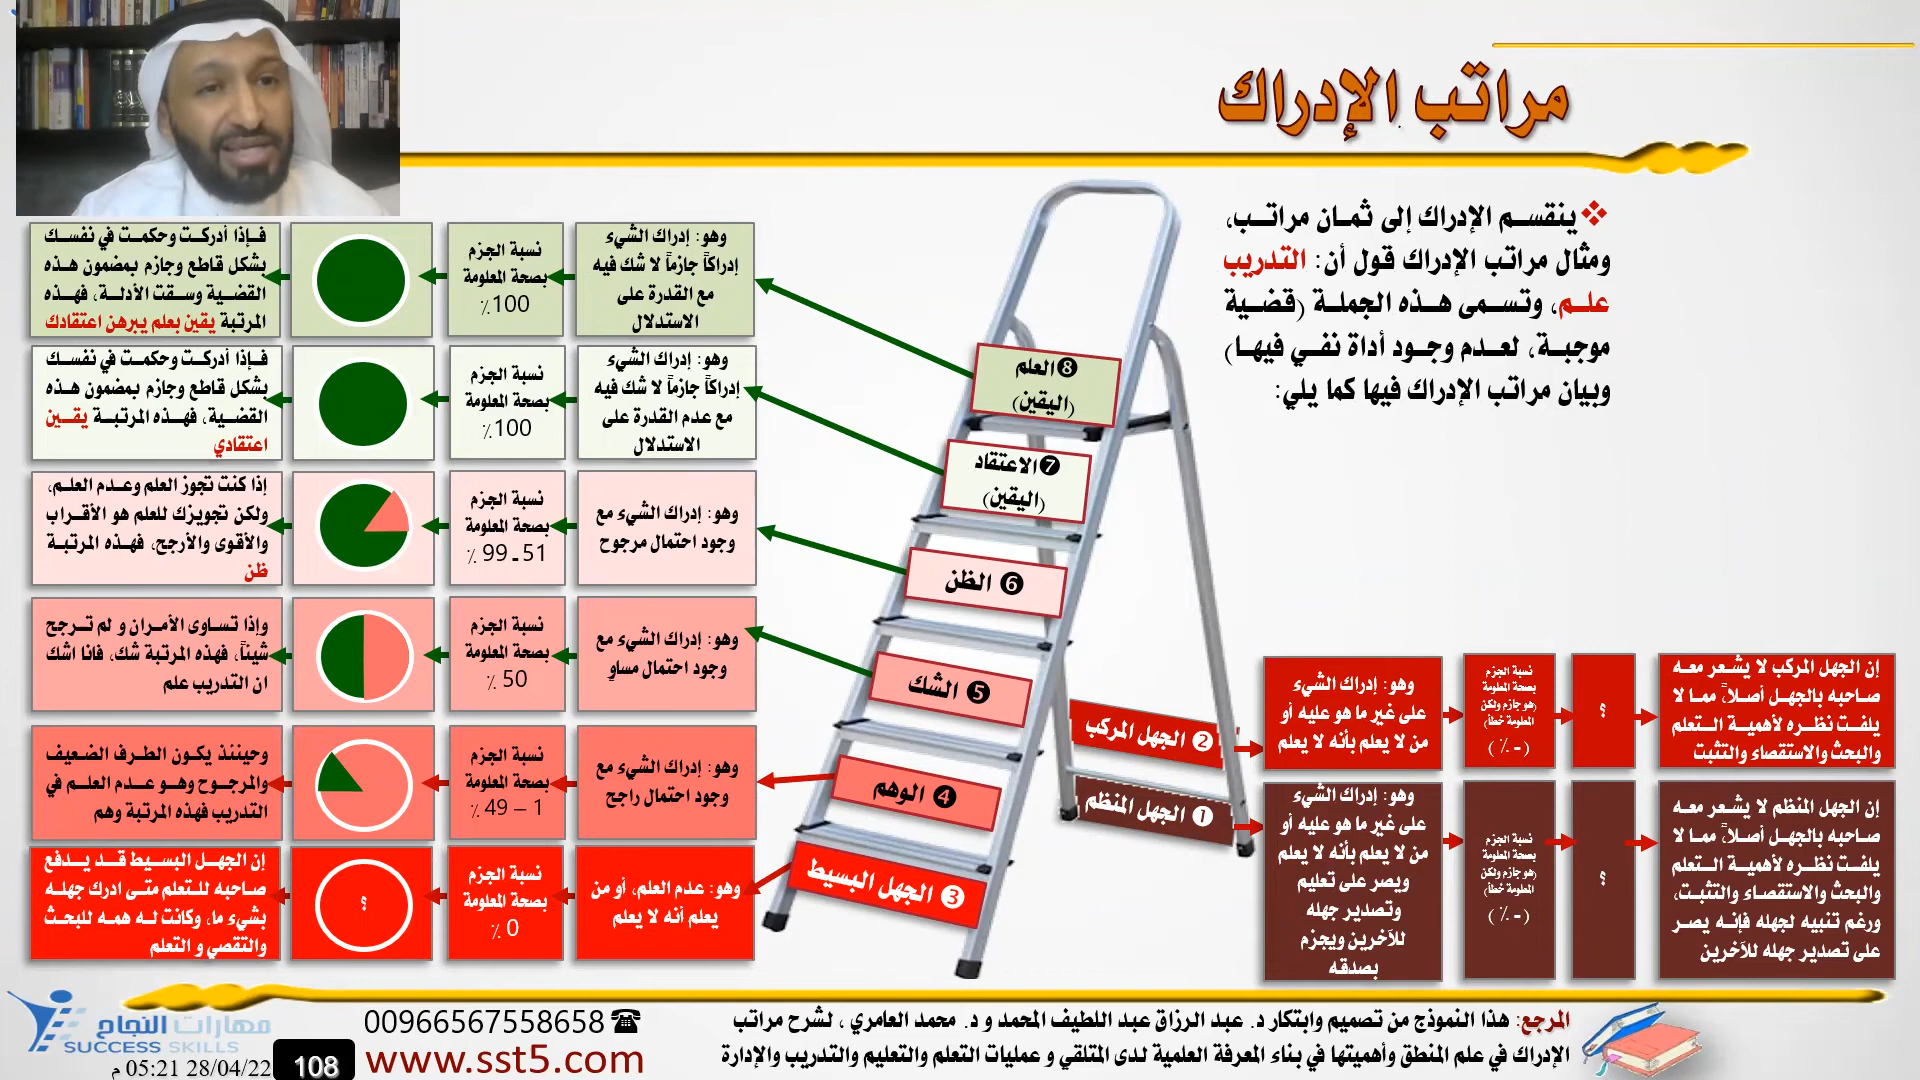 مراتب الإدراك
❖ينقسم الإدراك إلى ثمان مراتب،
ومثال مراتب الإدراك قول أن: التدريب
علم، وتسمى هذه الجملة (قضية
موجبة، لعدم وجود أداة نفي فيها)
وبيان مراتب الإدراك فيها كما يلي:
❽العلم
(اليقين)
وهو: إدراك الشيء
إدراكاً جازماً لا شك فيه
مع القدرة على
الاستدلال
نسبة الجزم
بصحة المعلومة
100٪
فإذا أدركت وحكمت في نفسك
بشكل قاطع وجازم بمضمون هذه
القضية وسقت الأدلة، فهذه
المرتبة يقين بعلم يبرهن اعتقادك
❼الاعتقاد
(اليقين)
وهو: إدراك الشيء
إدراكاً جازماً لا شك فيه
مع عدم القدرة على
الاستدلال
نسبة الجزم
بصحة المعلومة
100٪
فإذا أدركت وحكمت في نفسك
بشكل قاطع وجازم بمضمون هذه
القضية، فهذه المرتبة يقين
اعتقادي
❻ الظن
وهو: إدراك الشيء مع
وجود احتمال مرجوح
نسبة الجزم
بصحة المعلومة
51ـ99 ٪
إذا كنت تجوز العلم وعدم العلم،
ولكن تجويزك للعلم هو الأقراب
والأقوى والأرجح، فهذه المرتبة
ظن
❺ الشك
وهو: إدراك الشيء مع
وجود احتمال مساوٍ
نسبة الجزم
بصحة المعلومة
50 ٪
وإذا تساوى الأمران و لم ترجح
شيئاً، فهذه المرتبة شك، فانا اشك
ان التدريب علم
❹ الوهم
وهو: إدراك الشيء مع
وجود احتمال راجح
نسبة الجزم
بصحة المعلومة
1 – 49 ٪
وحينئذ يكون الطرف الضعيف
والمرجوح وهو عدم العلم في
التدريب فهذه المرتبة وهم
❸ الجهل البسيط
وهو: عدم العلم، أو من
يعلم أنه لا يعلم
نسبة الجزم
بصحة المعلومة
0 ٪
؟
إن الجهل البسيط قد يدفع
صاحبه للتعلم متى ادرك جهله
بشيء ما، وكانت له همه للبحث
والتقصي و التعلم
❷ الجهل المركب
وهو: إدراك الشيء
على غير ما هو عليه أو
من لا يعلم بأنه لا يعلم
نسبة الجزم
بصحة المعلومة
(هو جازم ولكن
المعلومة خطأ)
(- ٪)
؟
إن الجهل المركب لا يشعر معه
صاحبه بالجهل أصلاً، مما لا
يلفت نظره لأهمية التعلم
والبحث والاستقصاء والتثبت
❶ الجهل المنظم
وهو: إدراك الشيء
على غير ما هو عليه أو
من لا يعلم بأنه لا يعلم
ويصر على تعليم
وتصدير جهله
للآخرين ويجزم
بصدقه
نسبة الجزم
بصحة المعلومة
(هو جازم ولكن
المعلومة خطأ)
(- ٪)
؟
إن الجهل المنظم لا يشعر معه
صاحبه بالجهل أصلاً، مما لا
يلفت نظره لأهمية التعلم
والبحث والاستقصاء والتثبت،
ورغم تنبيه لجهله فإنه يصر
على تصدير جهله للآخرين
المرجع: هذا النموذج من تصميم وابتكار د. عبد الرزاق عبد اللطيف المحمد و د. محمد العامري ، لشرح مراتب
الإدراك في علم المنطق وأهميتها في بناء المعرفة العلمية لدى المتلقي و عمليات التعلم والتعليم والتدريب والإدارة
00966567558658 ☎
www.sst5.com
مهارات النجاح
SUCCESS SKILLS
28/04/22 05:21 م
108